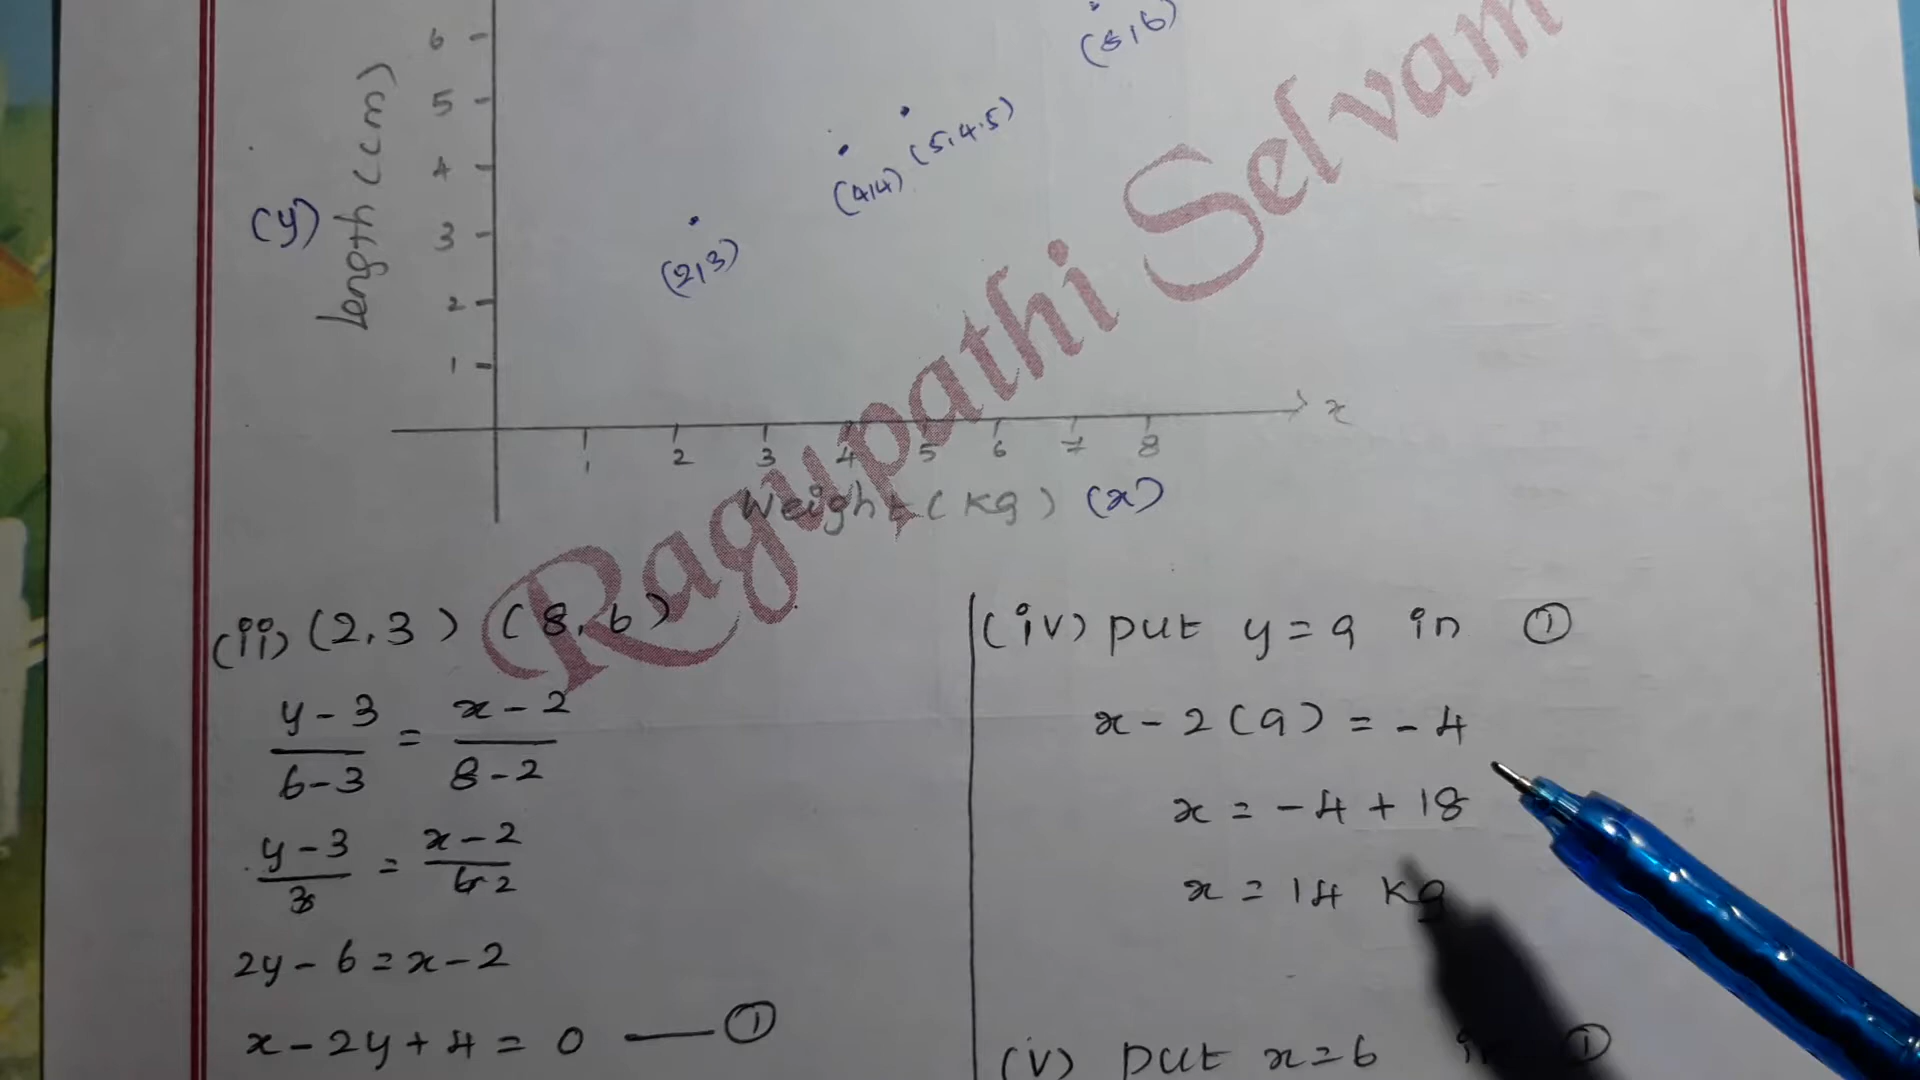 6
(8,6)
5
(5,4.5)
4
(4,4)
(y)
Length (cm)
3
(2,3)
2
1
x
1 2 3 4 5 6 7 8
Weight (kg) (x)
Ragupathi Selvam
(ii) (2,3) (8,6)
y-3/6-3 = x-2/8-2
y-3/3 = x-2/6 2
2y-6=x-2
x-2y+4=0 — ①
(iv) put y=9 in ①
x-2(9)=-4
x=-4+18
x=14 kg
(v) put x=6 in ①